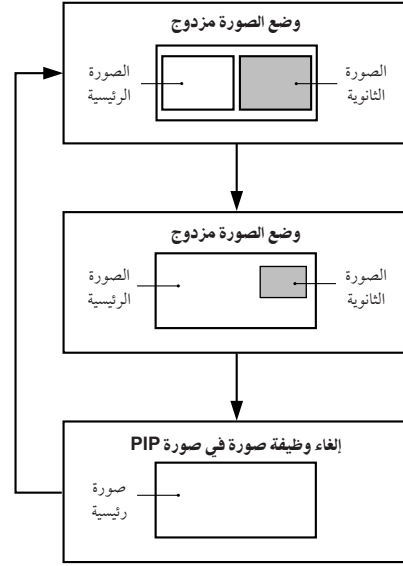 وضع الصورة مزدوج
الصورة
الثانوية
الصورة
الرئيسية
وضع الصورة مزدوج
الصورة
الثانوية
الصورة
الرئيسية
إلغاء وظيفة صورة في صورة PIP
صورة
رئيسية